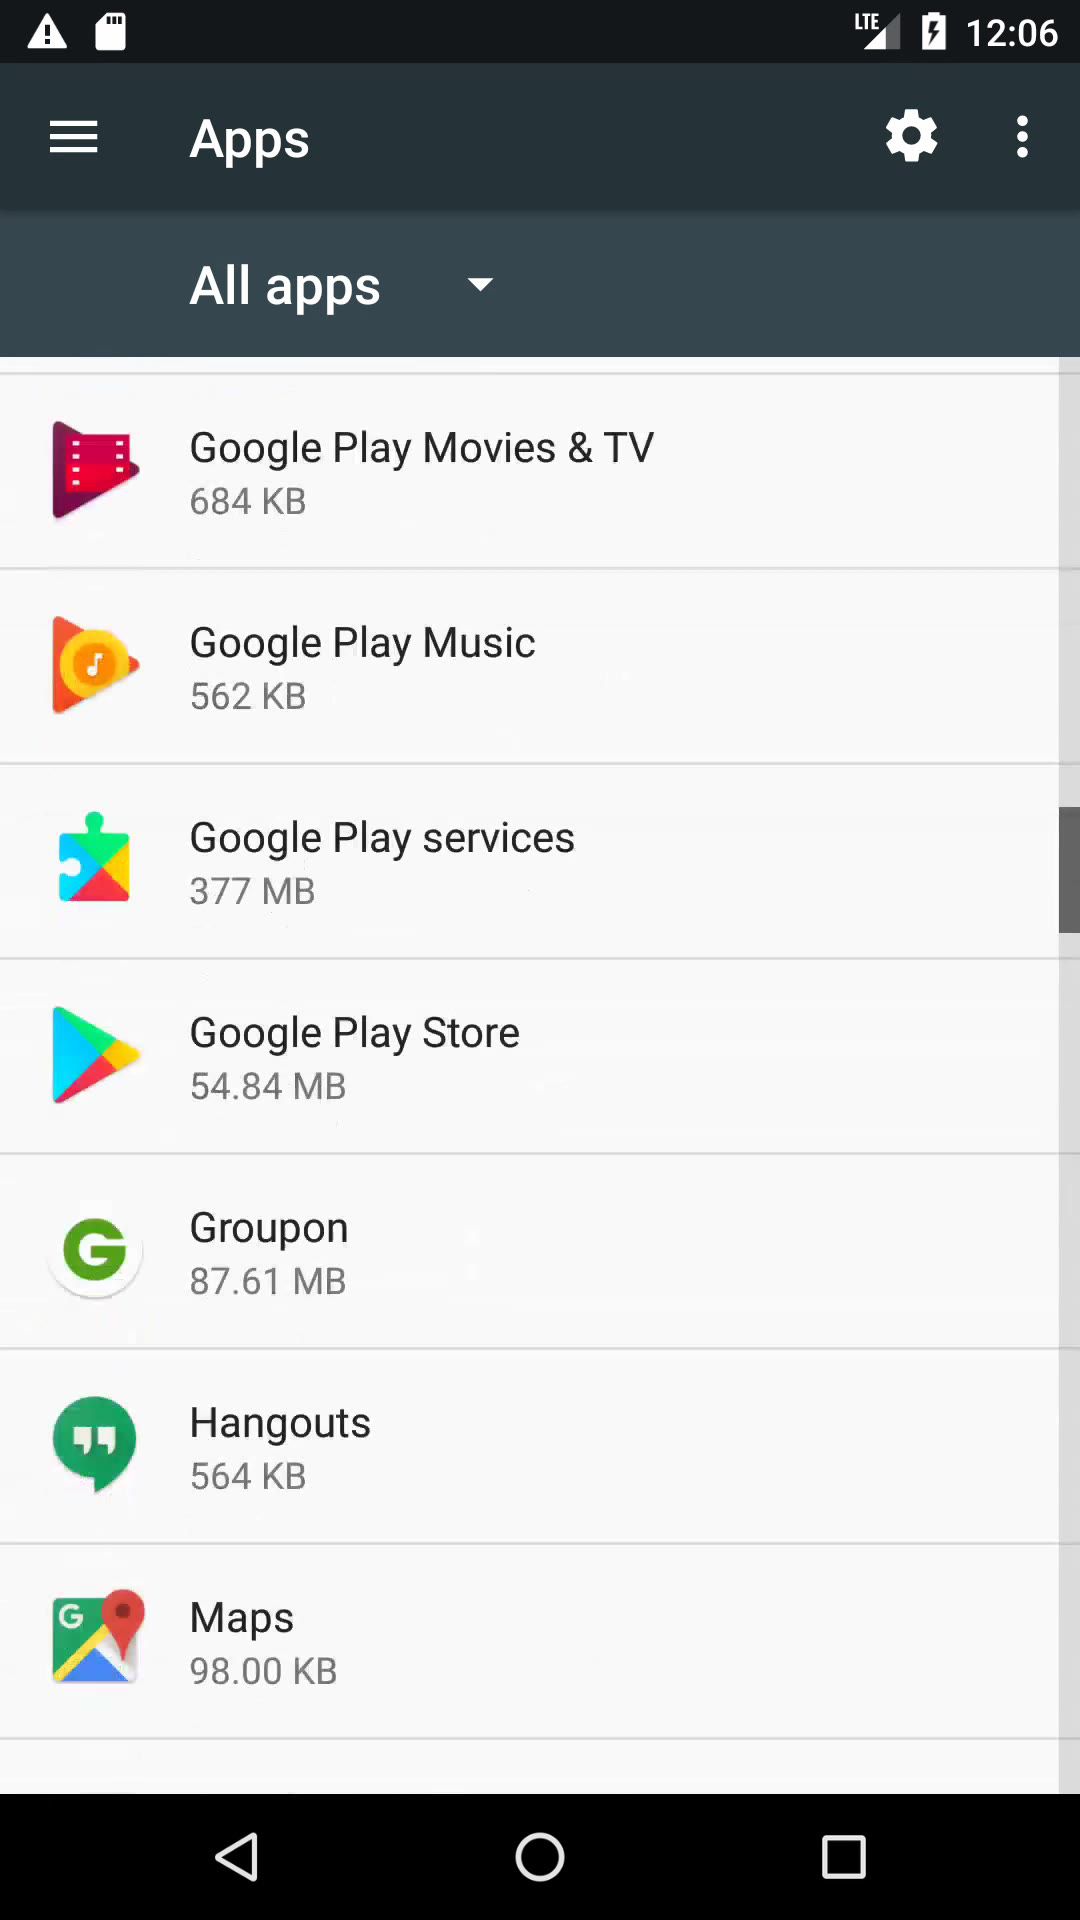 LTE 12:06
Apps
All apps
Google Play Movies & TV
684 KB
Google Play Music
562 KB
Google Play services
377 MB
Google Play Store
54.84 MB
Groupon
87.61 MB
Hangouts
564 KB
Maps
98.00 KB